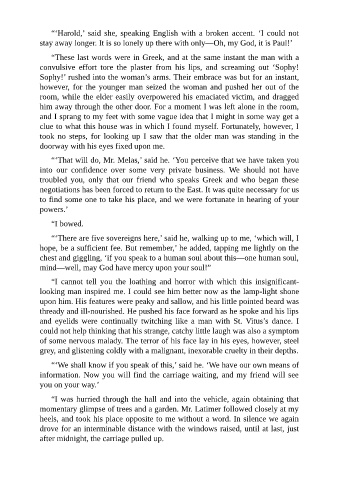 “‘Harold,’ said she, speaking English with a broken accent. ‘I could not
stay away longer. It is so lonely up there with only—Oh, my God, it is Paul!’
“These last words were in Greek, and at the same instant the man with a
convulsive effort tore the plaster from his lips, and screaming out ‘Sophy!
Sophy!’ rushed into the woman’s arms. Their embrace was but for an instant,
however, for the younger man seized the woman and pushed her out of the
room, while the elder easily overpowered his emaciated victim, and dragged
him away through the other door. For a moment I was left alone in the room,
and I sprang to my feet with some vague idea that I might in some way get a
clue to what this house was in which I found myself. Fortunately, however, I
took no steps, for looking up I saw that the older man was standing in the
doorway with his eyes fixed upon me.
“‘That will do, Mr. Melas,’ said he. ‘You perceive that we have taken you
into our confidence over some very private business. We should not have
troubled you, only that our friend who speaks Greek and who began these
negotiations has been forced to return to the East. It was quite necessary for us
to find some one to take his place, and we were fortunate in hearing of your
powers.’
“I bowed.
“‘There are five sovereigns here,’ said he, walking up to me, ‘which will, I
hope, be a sufficient fee. But remember,’ he added, tapping me lightly on the
chest and giggling, ‘if you speak to a human soul about this—one human soul,
mind—well, may God have mercy upon your soul!”
“I cannot tell you the loathing and horror with which this insignificant-
looking man inspired me. I could see him better now as the lamp-light shone
upon him. His features were peaky and sallow, and his little pointed beard was
thready and ill-nourished. He pushed his face forward as he spoke and his lips
and eyelids were continually twitching like a man with St. Vitus’s dance. I
could not help thinking that his strange, catchy little laugh was also a symptom
of some nervous malady. The terror of his face lay in his eyes, however, steel
grey, and glistening coldly with a malignant, inexorable cruelty in their depths.
“‘We shall know if you speak of this,’ said he. ‘We have our own means of
information. Now you will find the carriage waiting, and my friend will see
you on your way.’
“I was hurried through the hall and into the vehicle, again obtaining that
momentary glimpse of trees and a garden. Mr. Latimer followed closely at my
heels, and took his place opposite to me without a word. In silence we again
drove for an interminable distance with the windows raised, until at last, just
after midnight, the carriage pulled up.